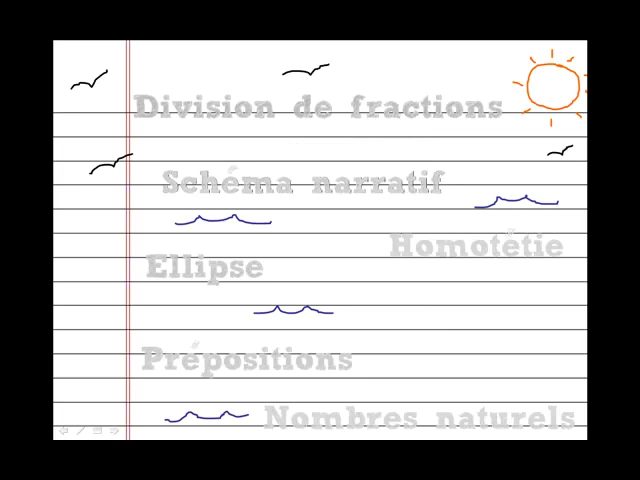 Division de fractions
Schéma narratif
Homotétie
Ellipse
Prépositions
Nombres naturels